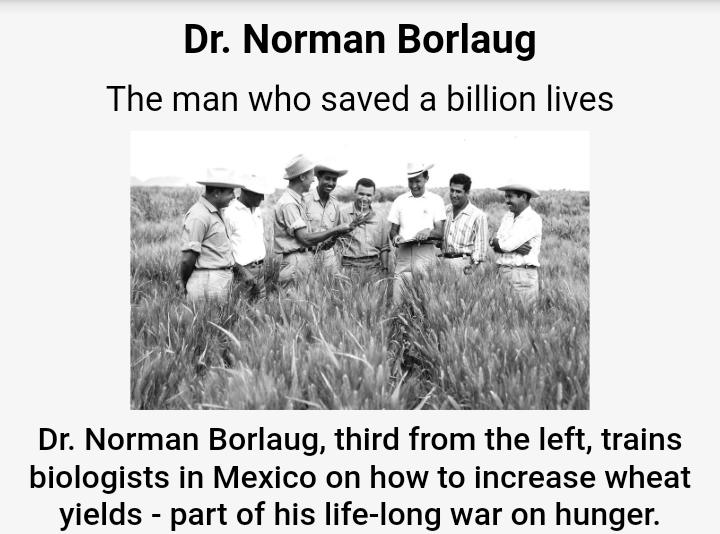 Dr. Norman Borlaug
The man who saved a billion lives
Dr. Norman Borlaug, third from the left, trains
biologists in Mexico on how to increase wheat
yields - part of his life-long war on hunger.